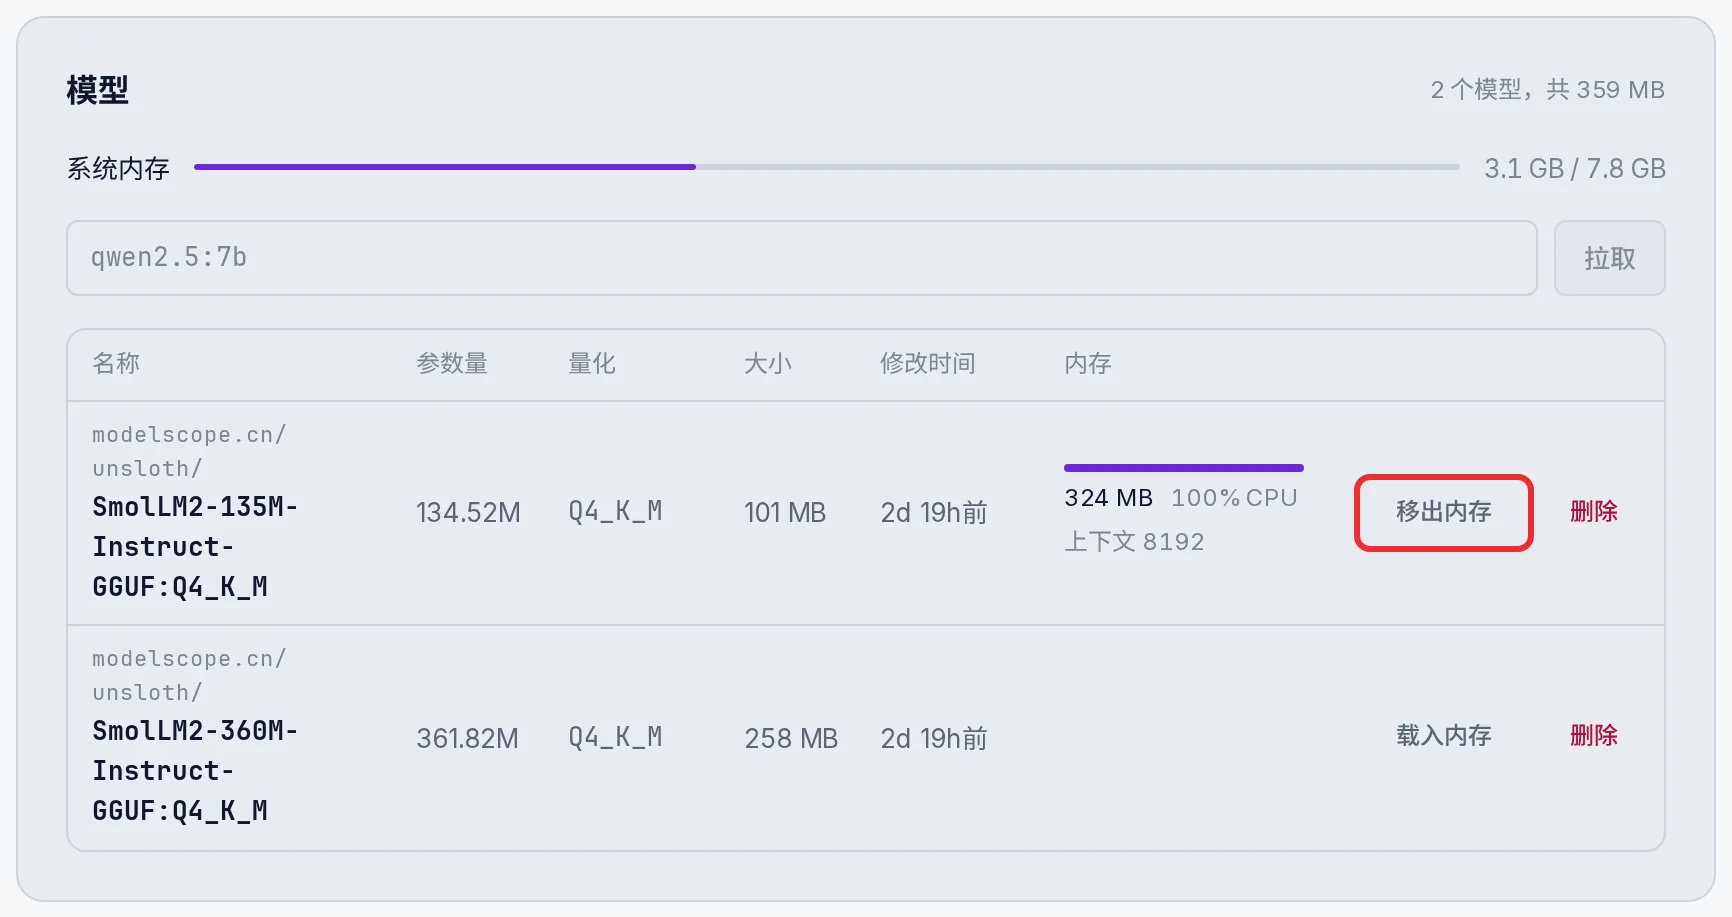 模型
2 个模型，共 359 MB
系统内存
3.1 GB / 7.8 GB
qwen2.5:7b
拉取
名称 参数量 量化 大小 修改时间 内存
modelscope.cn/
unsloth/
SmolLM2-135M-
Instruct-
GGUF:Q4_K_M
134.52M
Q4_K_M
101 MB
2d 19h前
324 MB 100% CPU
上下文 8192
移出内存
删除
modelscope.cn/
unsloth/
SmolLM2-360M-
Instruct-
GGUF:Q4_K_M
361.82M
Q4_K_M
258 MB
2d 19h前
载入内存
删除